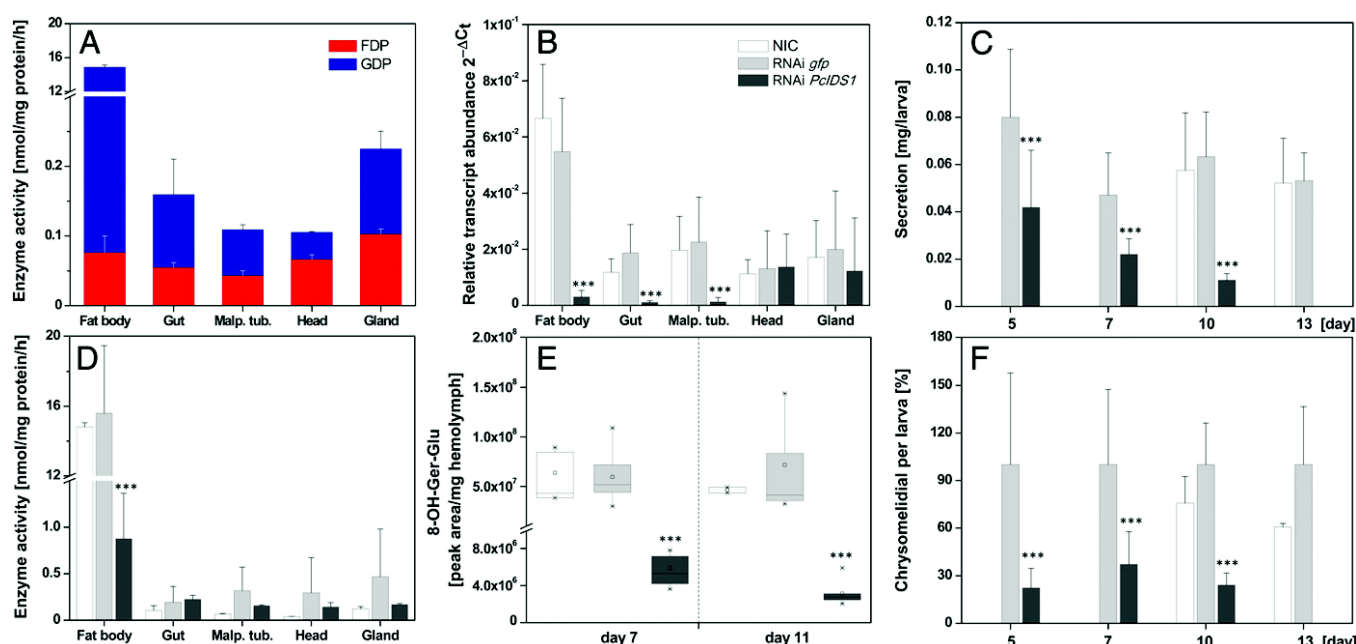 A
Enzyme activity [nmol/mg protein/h]
20
16
12
0.2
0.1
0
FDP
GDP
Fat body Gut Malp. tub. Head Gland
B
Relative transcript abundance 2^−ΔCt
1x10⁻¹
8x10⁻²
6x10⁻²
4x10⁻²
2x10⁻²
0
NIC
RNAi gfp
RNAi PcIDS1
*** *** ***
Fat body Gut Malp. tub. Head Gland
C
Secretion [mg/larva]
0.12
0.10
0.08
0.06
0.04
0.02
0.00
*** *** ***
5 7 10 13 [day]
D
Enzyme activity [nmol/mg protein/h]
20
16
12
1.0
0.5
0
***
Fat body Gut Malp. tub. Head Gland
E
8-OH-Ger-Glu
[peak area/mg hemolymph]
2.0x10⁸
1.5x10⁸
1.0x10⁸
5.0x10⁷
8.0x10⁶
4.0x10⁶
0
*** ***
day 7 day 11
F
Chrysomelidial per larva [%]
180
150
120
90
60
30
0
*** *** ***
5 7 10 13 [day]